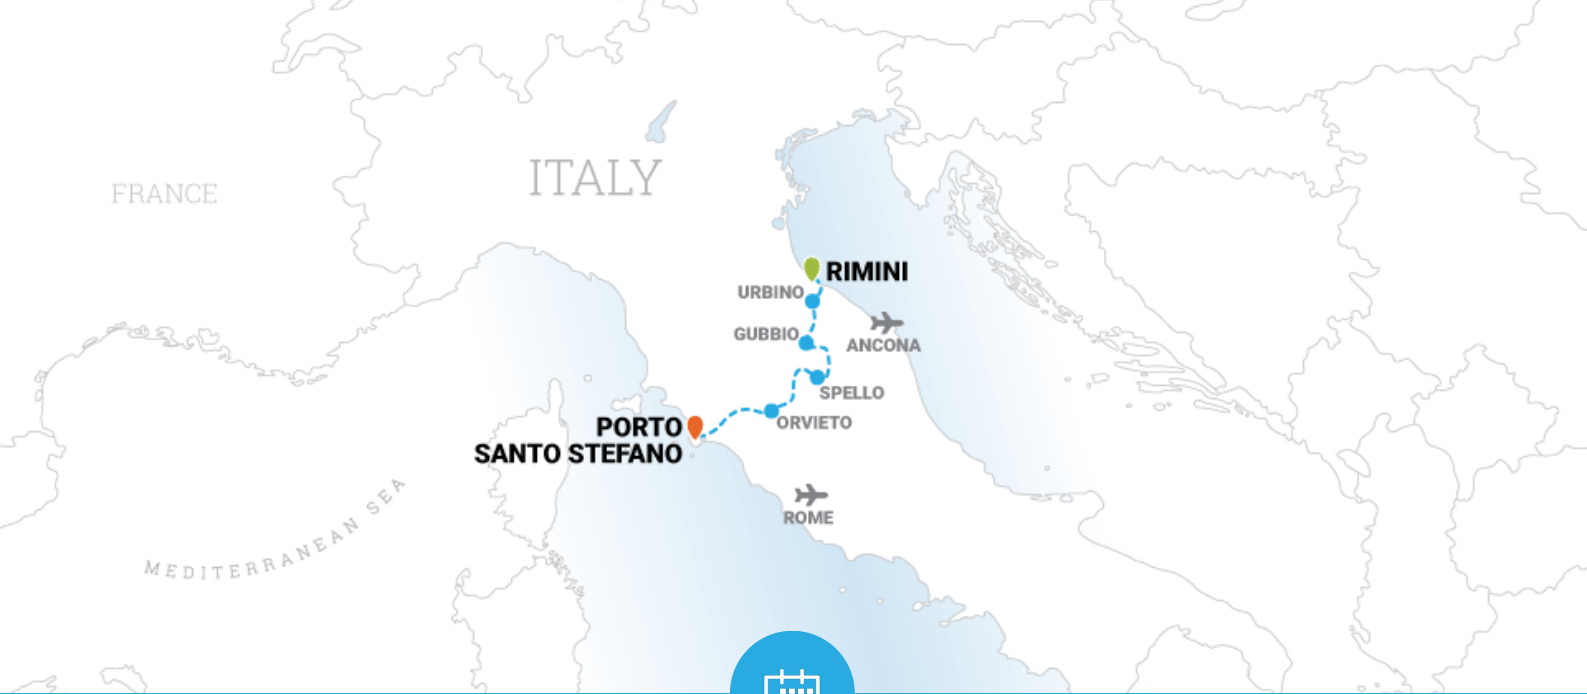 ITALY
FRANCE
RIMINI
URBINO
GUBBIO
ANCONA
SPELLO
ORVIETO
PORTO
SANTO STEFANO
MEDITERRANEAN SEA
ROME